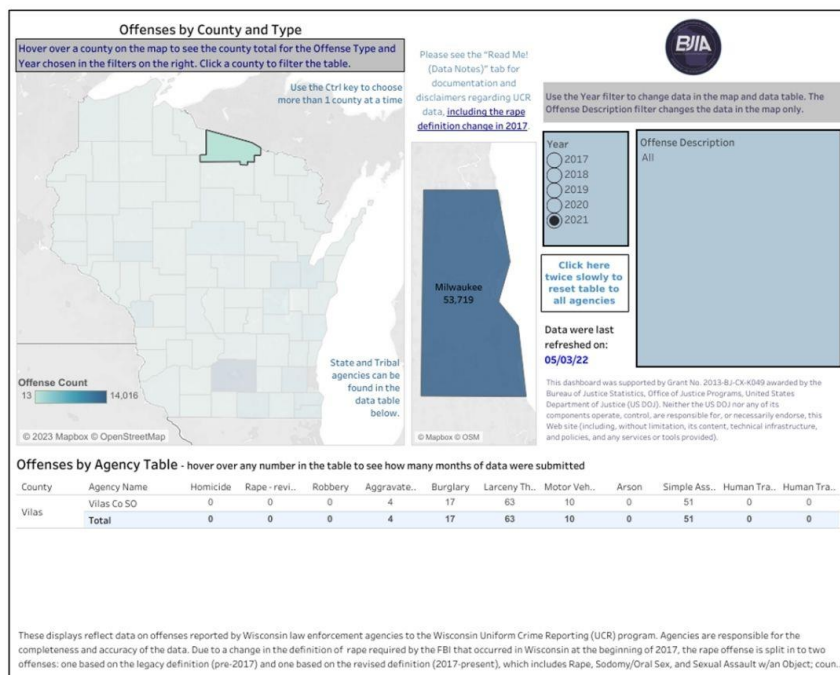 Offenses by County and Type
Hover over a county on the map to see the county total for the Offense Type and
Year chosen in the filters on the right. Click a county to filter the table.
Use the Ctrl key to choose
more than 1 county at a time
State and Tribal
agencies can be
found in the
data table
below.
Offense Count
13 14,016
© 2023 Mapbox © OpenStreetMap
Please see the "Read Me!
(Data Notes)" tab for
documentation and
disclaimers regarding UCR
data, including the rape
definition change in 2017.
Milwaukee
53,719
© Mapbox © OSM
BJIA
Use the Year filter to change data in the map and data table. The
Offense Description filter changes the data in the map only.
Year
2017
2018
2019
2020
2021
Offense Description
All
Click here
twice slowly to
reset table to
all agencies
Data were last
refreshed on:
05/03/22
This dashboard was supported by Grant No. 2013-BJ-CX-K049 awarded by the
Bureau of Justice Statistics, Office of Justice Programs, United States
Department of Justice (US DOJ). Neither the US DOJ nor any of its
components operate, control, are responsible for, or necessarily endorse, this
Web site (including, without limitation, its content, technical infrastructure,
and policies, and any services or tools provided).
Offenses by Agency Table - hover over any number in the table to see how many months of data were submitted
County Agency Name Homicide Rape - revi.. Robbery Aggravate.. Burglary Larceny Th.. Motor Veh.. Arson Simple Ass.. Human Tra.. Human Tra..
Vilas Vilas Co SO 0 0 0 4 17 63 10 0 51 0 0
Total 0 0 0 4 17 63 10 0 51 0 0
These displays reflect data on offenses reported by Wisconsin law enforcement agencies to the Wisconsin Uniform Crime Reporting (UCR) program. Agencies are responsible for the
completeness and accuracy of the data. Due to a change in the definition of rape required by the FBI that occurred in Wisconsin at the beginning of 2017, the rape offense is split in to two
offenses: one based on the legacy definition (pre-2017) and one based on the revised definition (2017-present), which includes Rape, Sodomy/Oral Sex, and Sexual Assault w/an Object; coun..